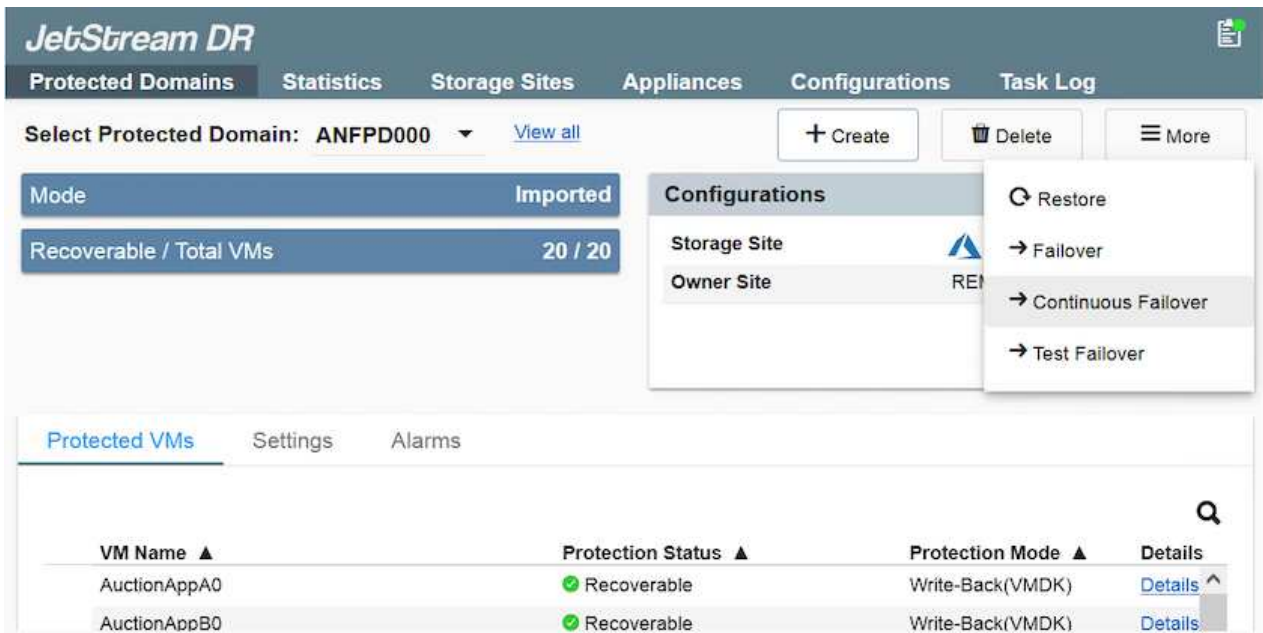 JetStream DR
Protected Domains Statistics Storage Sites Appliances Configurations Task Log
Select Protected Domain: ANFPD000 View all + Create Delete More
Mode Imported
Recoverable / Total VMs 20 / 20
Configurations
Storage Site
Owner Site
Restore
Failover
Continuous Failover
Test Failover
Protected VMs Settings Alarms
VM Name ▲ Protection Status ▲ Protection Mode ▲ Details
AuctionAppA0 Recoverable Write-Back(VMDK) Details
AuctionAppB0 Recoverable Write-Back(VMDK) Details